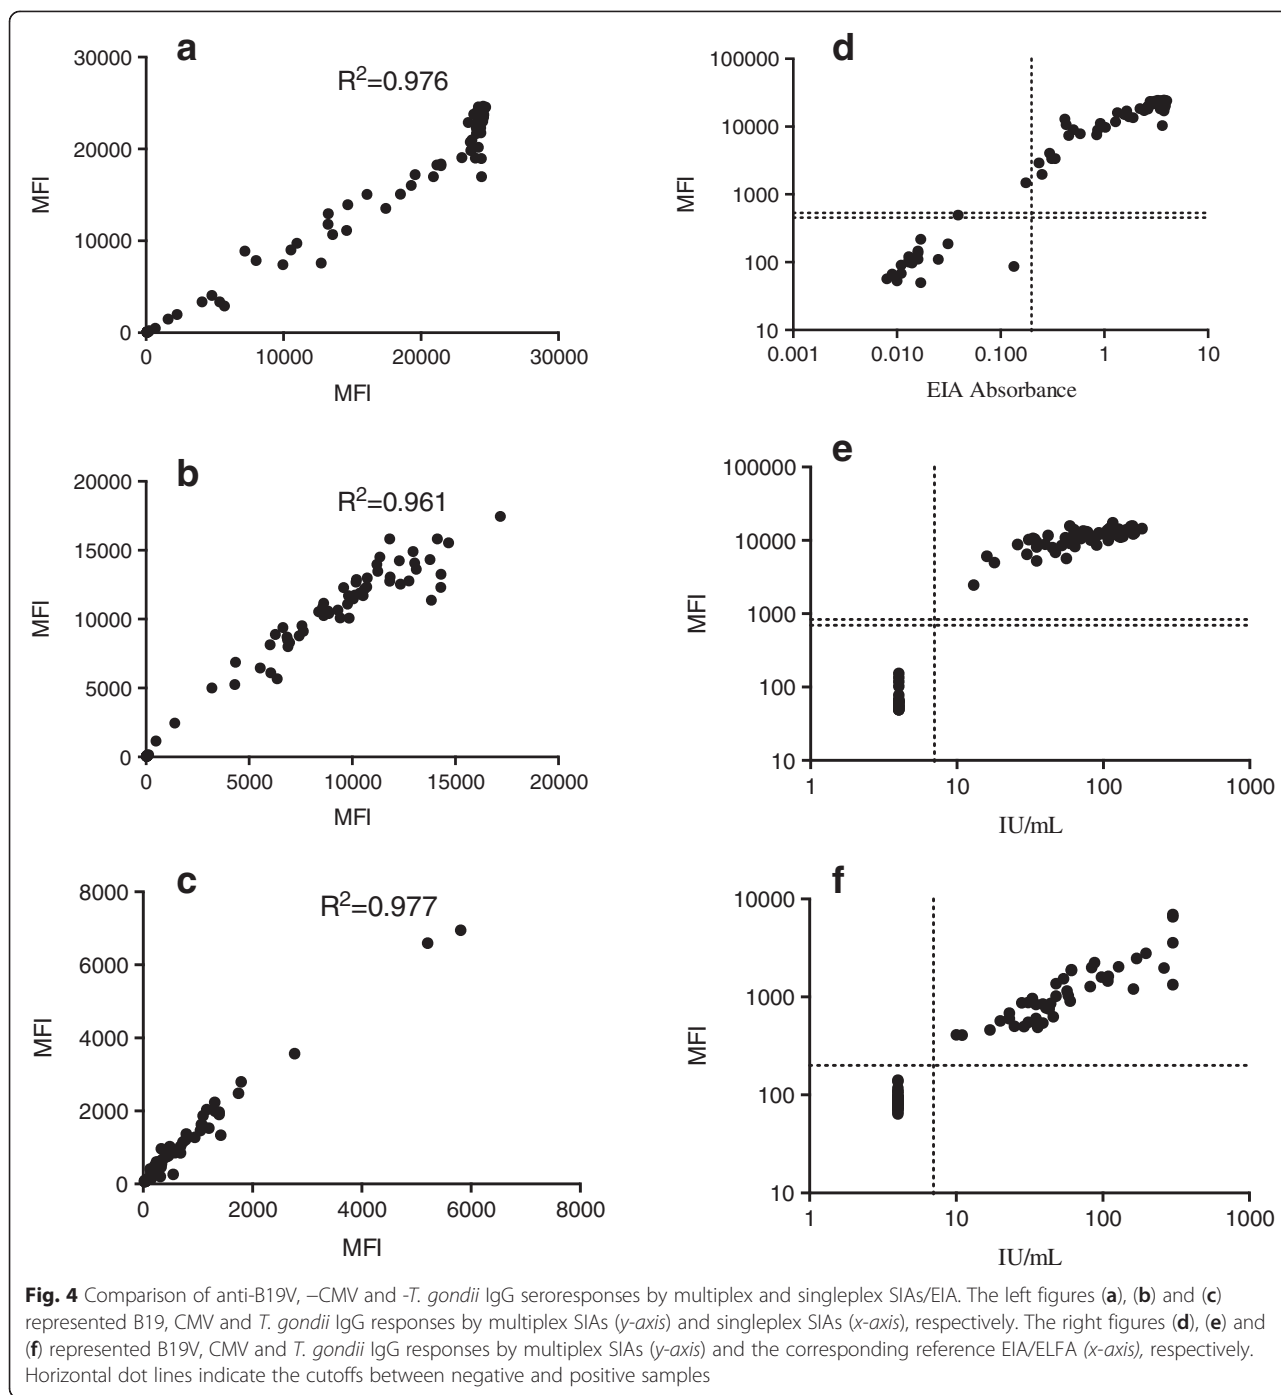 a
30000
20000
10000
0
MFI
R²=0.976
0 10000 20000 30000
MFI
d
100000
10000
1000
100
10
MFI
0.001 0.010 0.100 1 10
EIA Absorbance
b
20000
15000
10000
5000
0
MFI
R²=0.961
0 5000 10000 15000 20000
MFI
e
100000
10000
1000
100
10
MFI
1 10 100 1000
IU/mL
c
8000
6000
4000
2000
0
MFI
R²=0.977
0 2000 4000 6000 8000
MFI
f
10000
1000
100
10
MFI
1 10 100 1000
IU/mL
Fig. 4 Comparison of anti-B19V, –CMV and -T. gondii IgG seroresponses by multiplex and singleplex SIAs/EIA. The left figures (a), (b) and (c)
represented B19, CMV and T. gondii IgG responses by multiplex SIAs (y-axis) and singleplex SIAs (x-axis), respectively. The right figures (d), (e) and
(f) represented B19V, CMV and T. gondii IgG responses by multiplex SIAs (y-axis) and the corresponding reference EIA/ELFA (x-axis), respectively.
Horizontal dot lines indicate the cutoffs between negative and positive samples